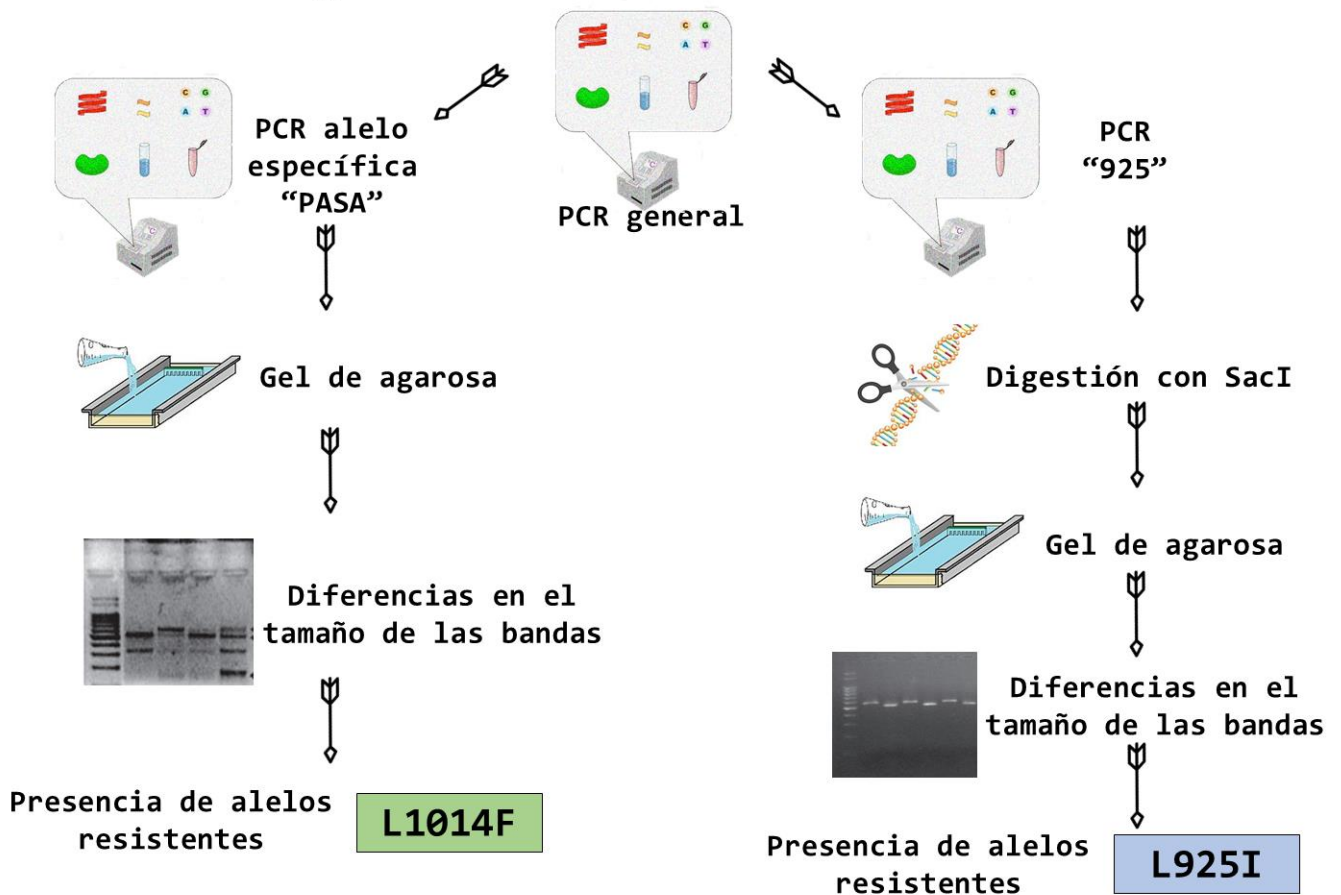 C G
A T
PCR general
C G
A T
PCR alelo
específica
“PASA”
Gel de agarosa
Diferencias en el
tamaño de las bandas
Presencia de alelos
resistentes
L1014F
C G
A T
PCR
“925”
Digestión con SacI
Gel de agarosa
Diferencias en el
tamaño de las bandas
Presencia de alelos
resistentes
L925I